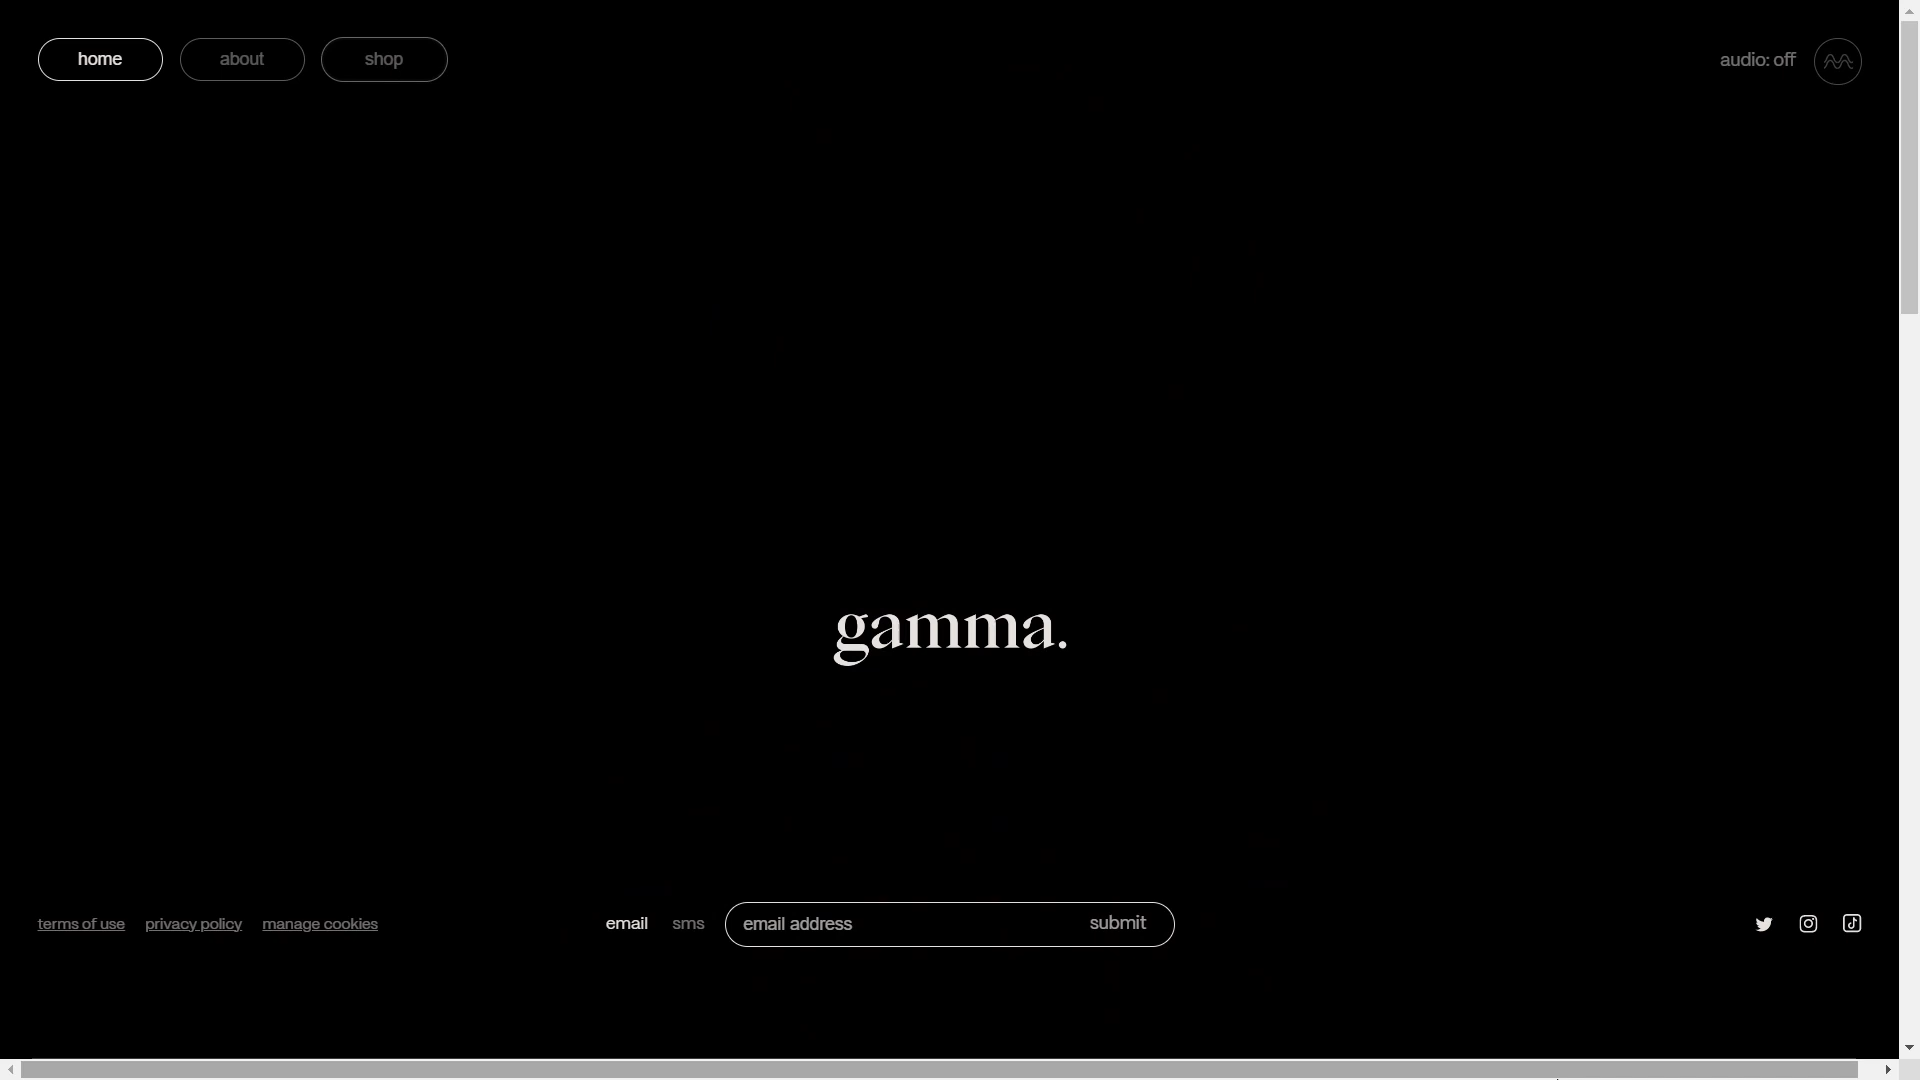 home about shop audio: off
gamma.
terms of use privacy policy manage cookies email sms email address submit